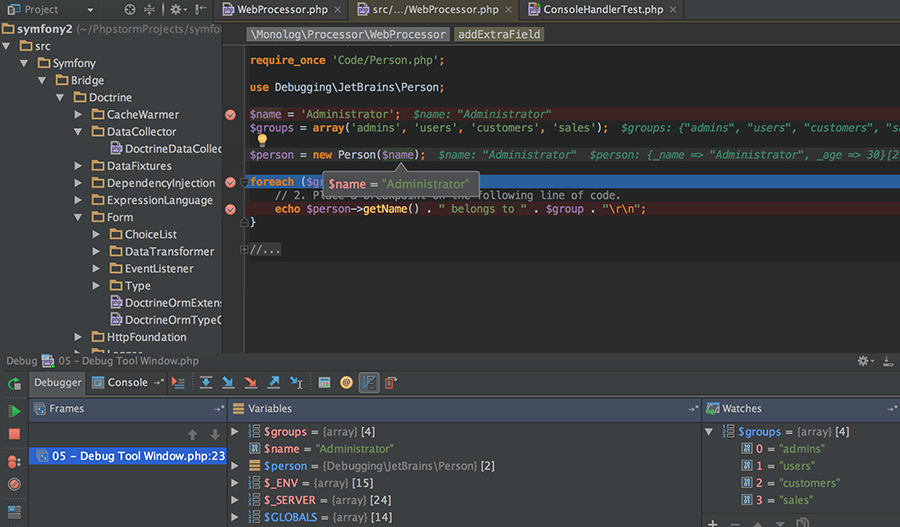 Project
WebProcessor.php
src/.../WebProcessor.php
ConsoleHandlerTest.php
symfony2 (~/PhpstormProjects/symfo
src
Symfony
Bridge
Doctrine
CacheWarmer
DataCollector
DoctrineDataCollec
DataFixtures
DependencyInjection
ExpressionLanguage
Form
ChoiceList
DataTransformer
EventListener
Type
DoctrineOrmExtens
DoctrineOrmTypeG
HttpFoundation
\Monolog\Processor\WebProcessor addExtraField
require_once 'Code/Person.php';
use Debugging\JetBrains\Person;
$name = 'Administrator'; $name: "Administrator"
$groups = array('admins', 'users', 'customers', 'sales'); $groups: {"admins", "users", "customers", "sa
$person = new Person($name); $name: "Administrator" $person: {_name => "Administrator", _age => 30}[2
foreach ($g
$name = "Administrator"
// 2. Place a breakpoint on the following line of code.
echo $person->getName() . " belongs to " . $group . "\r\n";
}
//...
Debug 05 – Debug Tool Window.php
Debugger Console
Frames
05 – Debug Tool Window.php:23
Variables
$groups = {array} [4]
$name = "Administrator"
$person = {Debugging\JetBrains\Person} [2]
$_ENV = {array} [15]
$_SERVER = {array} [24]
$GLOBALS = {array} [14]
Watches
$groups = {array} [4]
0 = "admins"
1 = "users"
2 = "customers"
3 = "sales"